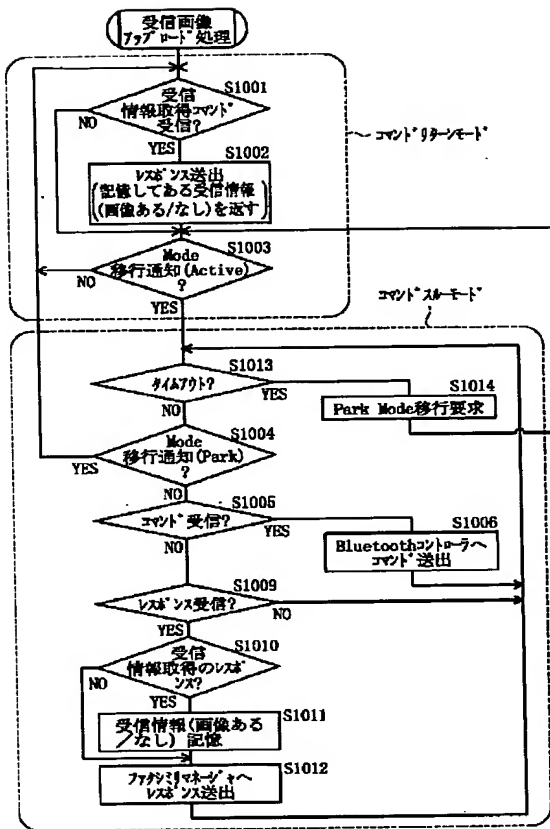 受信画像
アップロード処理
S1001
受信
情報取得コマンド
受信?
NO
YES
コマンドリターンモード
S1002
レスポンス送出
(記憶してある受信情報
(画像ある/なし)を返す)
S1003
Mode
移行通知(Active)
?
NO
YES
コマンドスルーモード
S1013
タイムアウト?
YES
NO
S1014
Park Mode移行要求
S1004
Mode
移行通知(Park)
?
YES
NO
S1005
コマンド受信?
YES
NO
S1006
Bluetoothコントローラへ
コマンド送出
S1009
レスポンス受信?
NO
YES
S1010
受信
情報取得のレスポ
ンス?
NO
YES
S1011
受信情報(画像ある
/なし) 記憶
S1012
ファクシミリマネージャへ
レスポンス送出